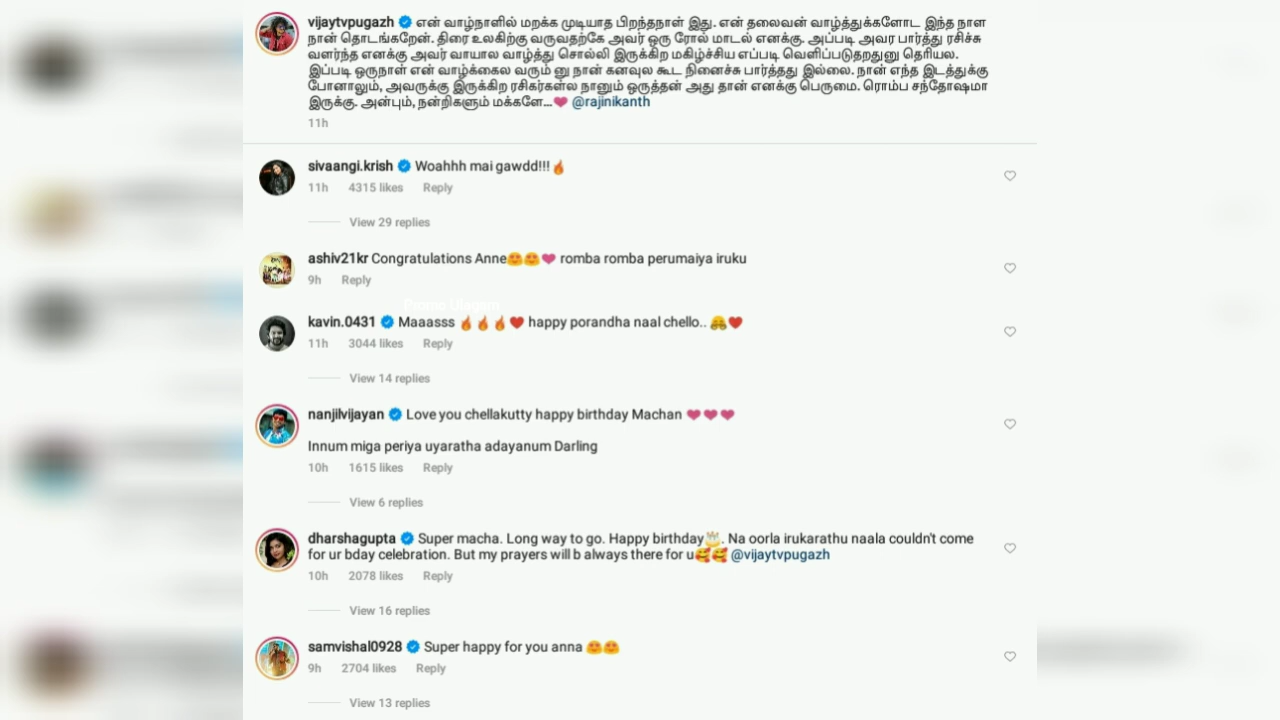 vijaytvpugazh என் வாழ்நாளில் மறக்க முடியாத பிறந்தநாள் இது. என் தலைவன் வாழ்த்துக்களோட இந்த நாள
நான் தொடங்கறேன். திரை உலகிற்கு வருவதற்கே அவர் ஒரு ரோல் மாடல் எனக்கு. அப்படி அவர பார்த்து ரசிச்சு
வளர்ந்த எனக்கு அவர் வாயால வாழ்த்து சொல்லி இருக்கிற மகிழ்ச்சிய எப்படி வெளிப்படுதறதுனு தெரியல.
இப்படி ஒருநாள் என் வாழ்க்கைல வரும் னு நான் கனவுல கூட நினைச்சு பார்த்தது இல்லை. நான் எந்த இடத்துக்கு
போனாலும், அவருக்கு இருக்கிற ரசிகர்கள்ல நானும் ஒருத்தன் அது தான் எனக்கு பெருமை. ரொம்ப சந்தோஷமா
இருக்கு. அன்பும், நன்றிகளும் மக்களே...❤ @rajinikanth
11h
sivaangi.krish Woahhh mai gawdd!!!🔥
11h 4315 likes Reply
View 29 replies
ashiv21kr Congratulations Anne😍😍❤ romba romba perumaiya iruku
9h Reply
Promo Ulagam
kavin.0431 Maaasss 🔥🔥🔥❤ happy porandha naal chello.. 🤗❤
11h 3044 likes Reply
View 14 replies
nanjilvijayan Love you chellakutty happy birthday Machan ❤❤❤
Innum miga periya uyaratha adayanum Darling
10h 1615 likes Reply
View 6 replies
dharshagupta Super macha. Long way to go. Happy birthday🎂. Na oorla irukarathu naala couldn't come
for ur bday celebration. But my prayers will b always there for u🥰🥰 @vijaytvpugazh
10h 2078 likes Reply
View 16 replies
samvishal0928 Super happy for you anna 😍😍
9h 2704 likes Reply
View 13 replies